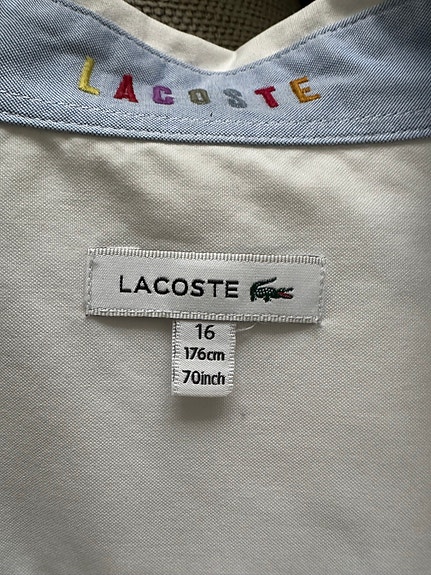 LACOSTE
LACOSTE
16
176cm
70inch